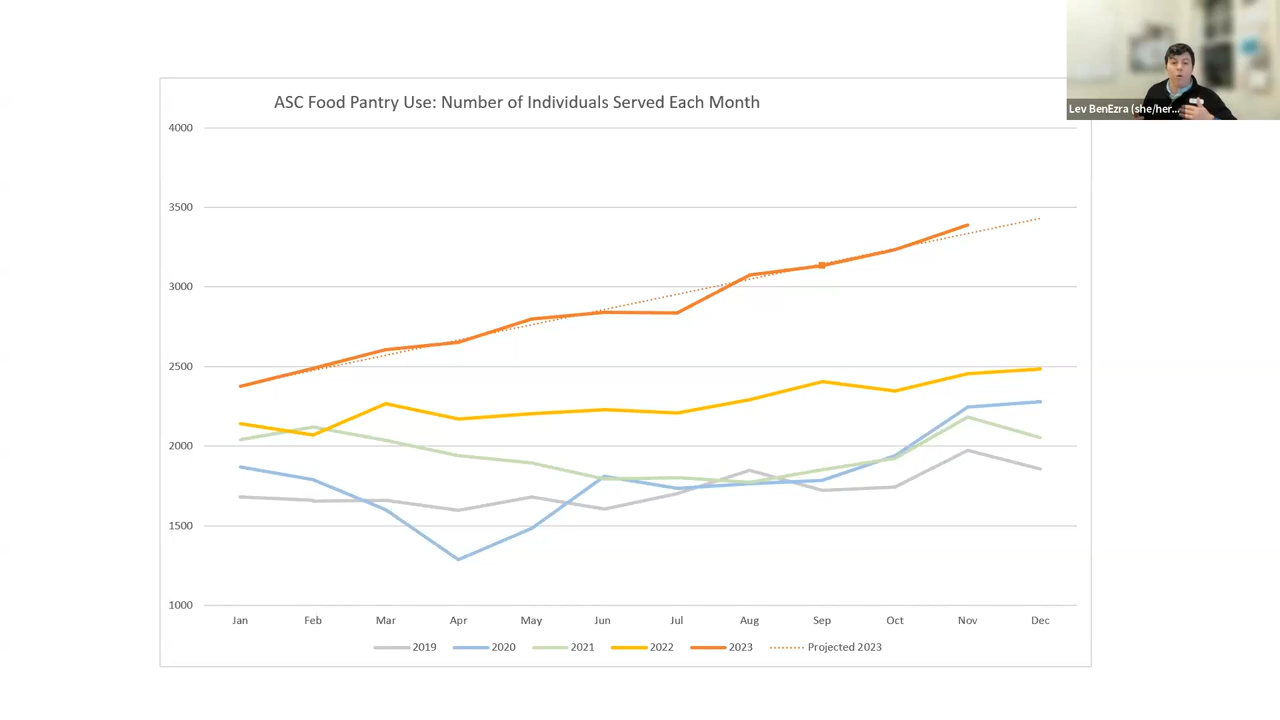 Lev BenEzra (she/her...
ASC Food Pantry Use: Number of Individuals Served Each Month
4000
3500
3000
2500
2000
1500
1000
Jan Feb Mar Apr May Jun Jul Aug Sep Oct Nov Dec
2019 2020 2021 2022 2023 Projected 2023